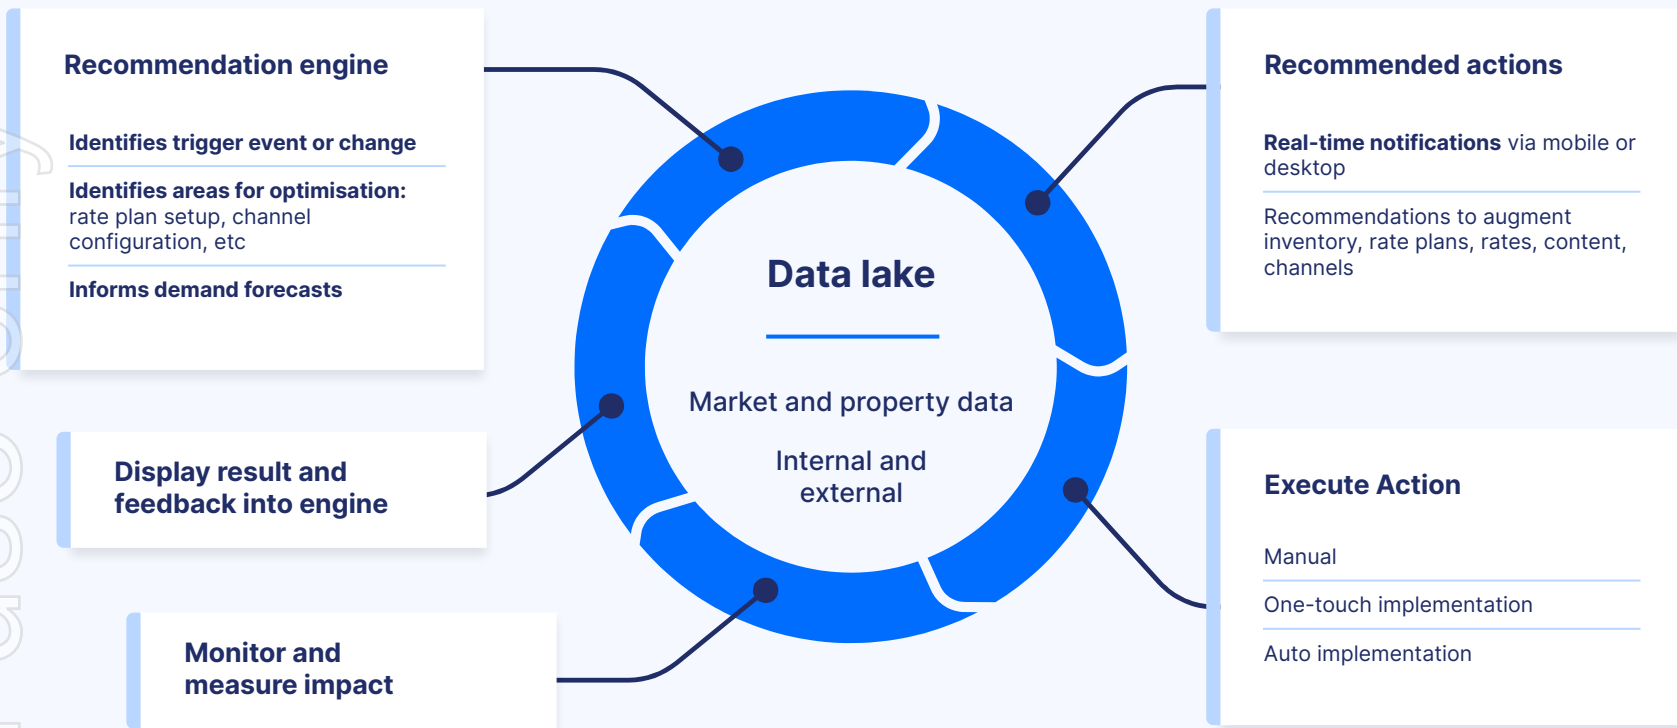 Recommendation engine
Identifies trigger event or change
Identifies areas for optimisation:
rate plan setup, channel
configuration, etc
Informs demand forecasts
Recommended actions
Real-time notifications via mobile or
desktop
Recommendations to augment
inventory, rate plans, rates, content,
channels
Data lake
Market and property data
Internal and
external
Display result and
feedback into engine
Execute Action
Manual
One-touch implementation
Auto implementation
Monitor and
measure impact